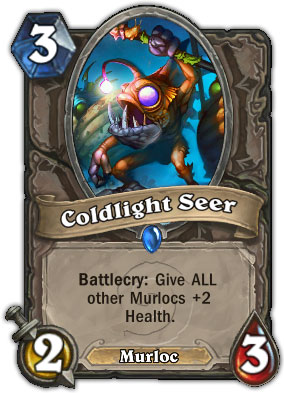 3
Coldlight Seer
Battlecry: Give ALL
other Murlocs +2
Health.
2
Murloc
3